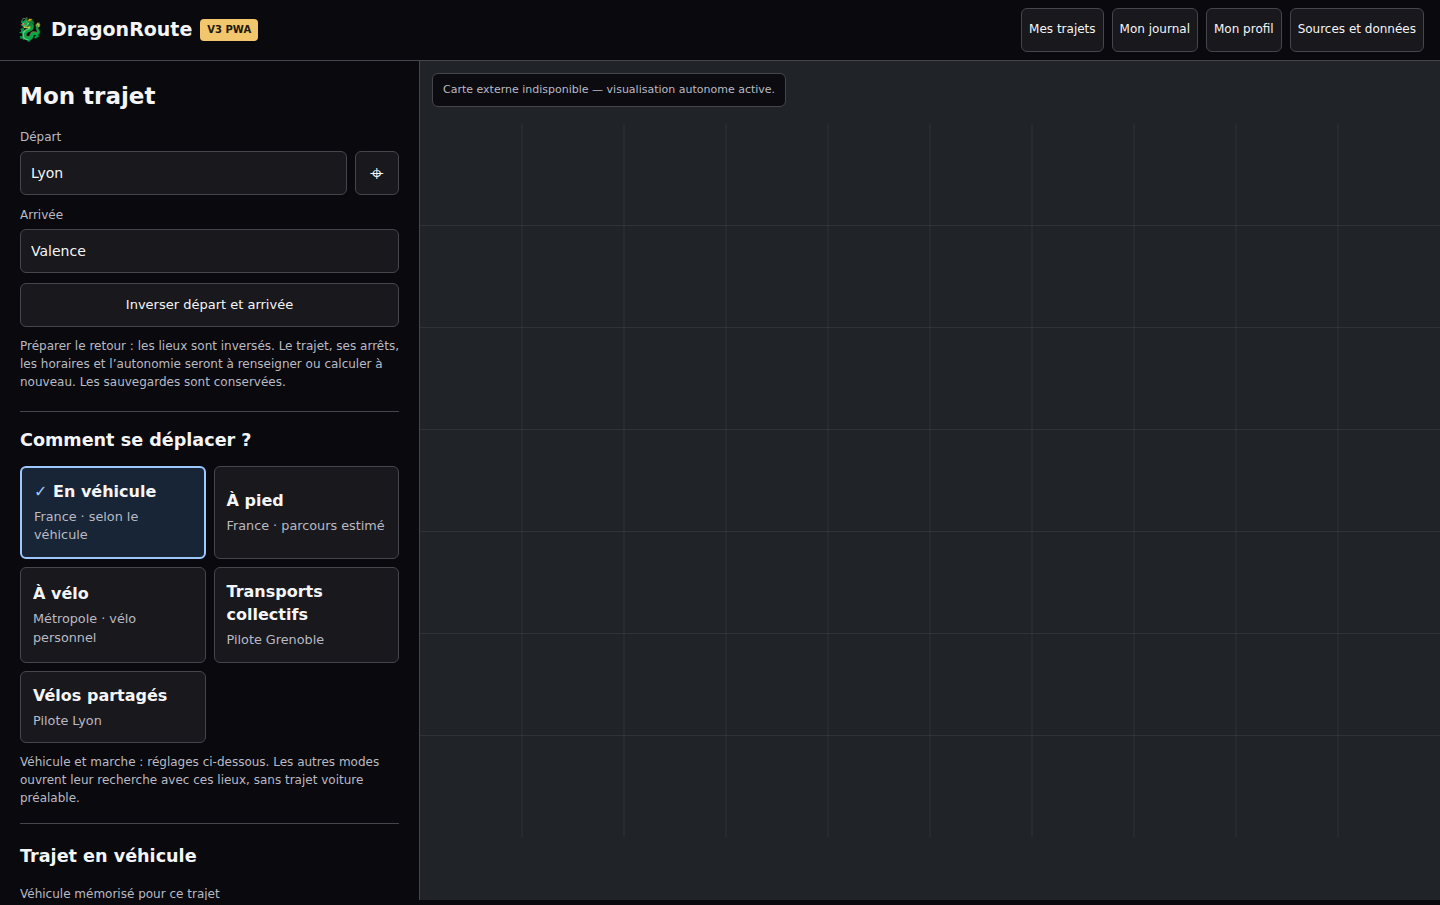 DragonRoute V3 PWA
Mes trajets
Mon journal
Mon profil
Sources et données
Mon trajet
Départ
Lyon
Arrivée
Valence
Inverser départ et arrivée
Préparer le retour : les lieux sont inversés. Le trajet, ses arrêts,
les horaires et l’autonomie seront à renseigner ou calculer à
nouveau. Les sauvegardes sont conservées.
Comment se déplacer ?
✓ En véhicule
France · selon le
véhicule
À pied
France · parcours estimé
À vélo
Métropole · vélo
personnel
Transports
collectifs
Pilote Grenoble
Vélos partagés
Pilote Lyon
Véhicule et marche : réglages ci-dessous. Les autres modes
ouvrent leur recherche avec ces lieux, sans trajet voiture
préalable.
Trajet en véhicule
Véhicule mémorisé pour ce trajet
Carte externe indisponible — visualisation autonome active.